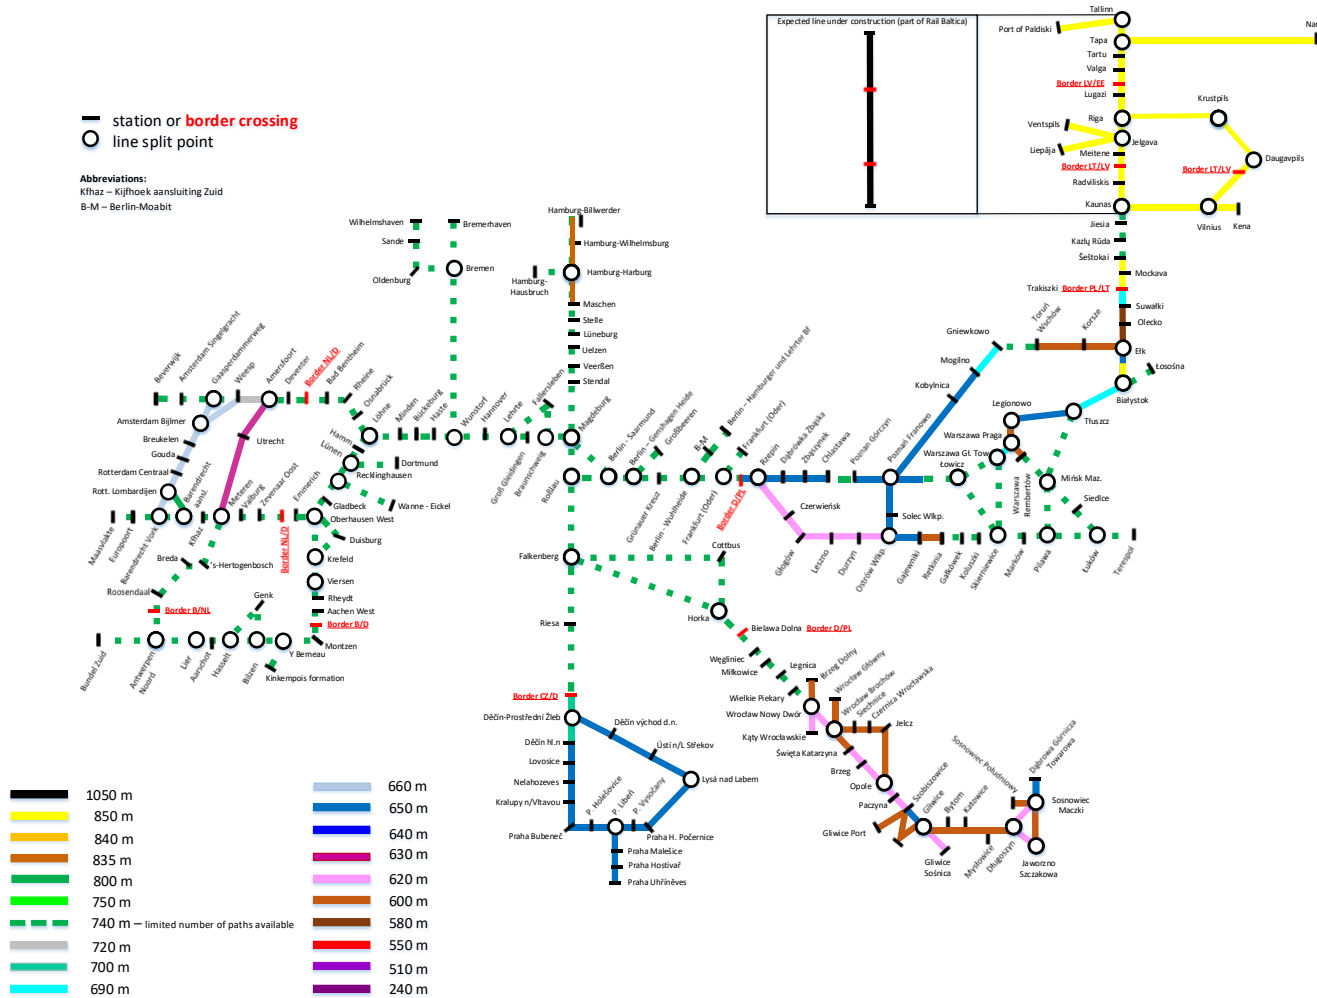 Expected line under construction (part of Rail Baltica)
Tallinn
Port of Paldiski
Tapa
Tartu
Valga
Border LV/EE
Lugazi
Riga
Krustpils
Ventspils
Jelgava
Liepāja
Meitene
Daugavpils
Border LT/LV
Border LT/LV
Radviliskis
Kaunas
Vilnius
Kena
Jiesia
Kazlų Rūda
Šeštokai
Mockava
Trakiszki
Border PL/LT
Suwałki
Olecko
Ełk
Białystok
Łosośna
station or border crossing
line split point
Abbreviations:
Kfhaz – Kijfhoek aansluiting Zuid
B-M – Berlin-Moabit
Wilhelmshaven
Sande
Oldenburg
Bremerhaven
Bremen
Hamburg-Billwerder
Hamburg-Wilhelmsburg
Hamburg-Harburg
Hamburg-
Hausbruch
Maschen
Stelle
Lüneburg
Uelzen
Veerßen
Stendal
Magdeburg
Beverwijk
Amsterdam Singelgracht
Gaasperdammerweg
Weesp
Amersfoort
Deventer
Border NL/D
Bad Bentheim
Rheine
Osnabrück
Löhne
Minden
Bückeburg
Haste
Wunstorf
Hannover
Lehrte
Fallersleben
Groß Gleidingen
Braunschweig
Amsterdam Bijlmer
Breukelen
Gouda
Rotterdam Centraal
Rott. Lombardijen
Utrecht
Barendrecht
aansl.
Meteren
Valburg
Zevenaar Oost
Emmerich
Hamm
Lünen
Recklinghausen
Dortmund
Wanne - Eickel
Gladbeck
Oberhausen West
Duisburg
Krefeld
Viersen
Rheydt
Aachen West
Border B/D
Montzen
Maasvlakte
Europoort
Barendrecht Vork
Kfhaz
Breda
's-Hertogenbosch
Border NL/D
Roosendaal
Border B/NL
Genk
Bundel Zuid
Antwerpen
Noord
Lier
Aarschot
Hasselt
Bilzen
Y Berneau
Kinkempois formation
Roßlau
Berlin - Saarmund
Berlin – Genshagen Heide
Großbeeren
B-M
Berlin – Hamburger und Lehrter Bf
Frankfurt (Oder)
Grünauer Kreuz
Berlin - Wuhlheide
Frankfurt (Oder)
Border D/PL
Rzepin
Dąbrówka Zbąska
Zbąszynek
Chlastawa
Poznań Górczyn
Poznań Franowo
Kobylnica
Mogilno
Gniewkowo
Toruń
Wschów
Korsze
Legionowo
Tłuszcz
Warszawa Praga
Warszawa Gł. Tow.
Łowicz
Warszawa
Rembertów
Mińsk Maz.
Siedlce
Czerwieńsk
Solec Wlkp.
Głogów
Leszno
Durzyn
Ostrów Wlkp.
Gajewniki
Retkinia
Gałkówek
Koluszki
Skierniewice
Marków
Pilawa
Łuków
Terespol
Falkenberg
Cottbus
Horka
Bielawa Dolna
Border D/PL
Węgliniec
Miłkowice
Legnica
Riesa
Border CZ/D
Děčín-Prostřední Žleb
Děčín východ d.n.
Ústí n/L Střekov
Děčín hl.n
Lovosice
Nelahozeves
Kralupy n/Vltavou
Praha Bubeneč
P. Holešovice
P. Libeň
P. Vysočany
Lysá nad Labem
Praha H. Počernice
Praha Malešice
Praha Hostivař
Praha Uhříněves
Wielkie Piekary
Brzeg Dolny
Wrocław Główny
Wrocław Nowy Dwór
Wrocław Brochów
Siechnice
Czernica Wrocławska
Jelcz
Kąty Wrocławskie
Święta Katarzyna
Brzeg
Opole
Paczyna
Szobiszowice
Gliwice
Bytom
Katowice
Gliwice Port
Gliwice
Sośnica
Mysłowice
Długoszyn
Sosnowiec Południowy
Dąbrowa Górnicza
Towarowa
Sosnowiec
Maczki
Jaworzno
Szczakowa
1050 m
850 m
840 m
835 m
800 m
750 m
740 m – limited number of paths available
720 m
700 m
690 m
660 m
650 m
640 m
630 m
620 m
600 m
580 m
550 m
510 m
240 m